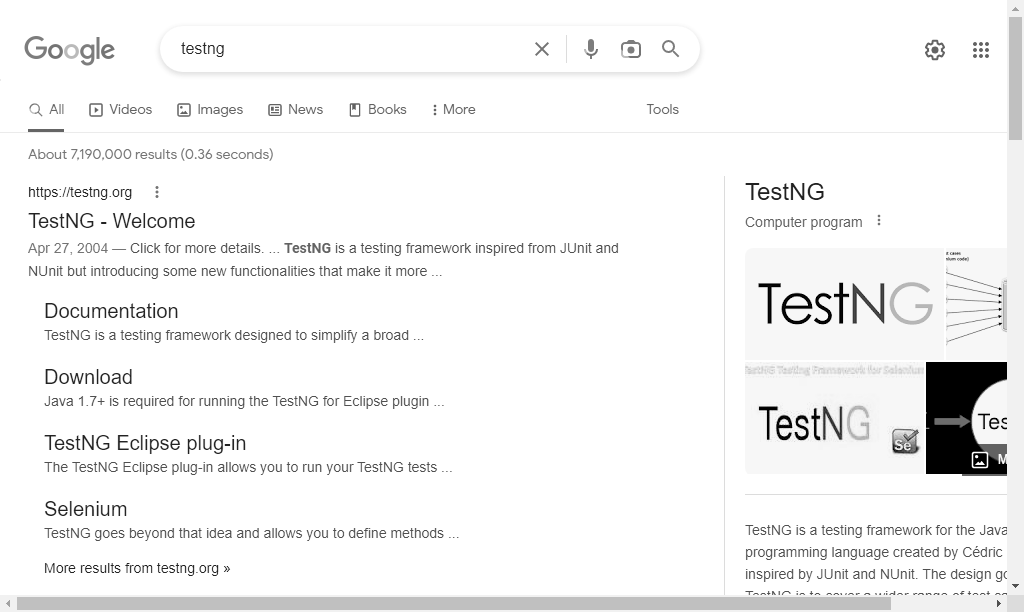 Google
testng
All
Videos
Images
News
Books
More
Tools
About 7,190,000 results (0.36 seconds)
https://testng.org
TestNG - Welcome
Apr 27, 2004 — Click for more details. ... TestNG is a testing framework inspired from JUnit and
NUnit but introducing some new functionalities that make it more ...
Documentation
TestNG is a testing framework designed to simplify a broad ...
Download
Java 1.7+ is required for running the TestNG for Eclipse plugin ...
TestNG Eclipse plug-in
The TestNG Eclipse plug-in allows you to run your TestNG tests ...
Selenium
TestNG goes beyond that idea and allows you to define methods ...
More results from testng.org »
TestNG
Computer program
TestNG
TestNG Testing Framework for Selenium
TestNG
Se
Tes
M
TestNG is a testing framework for the Java
programming language created by Cédric
inspired by JUnit and NUnit. The design go